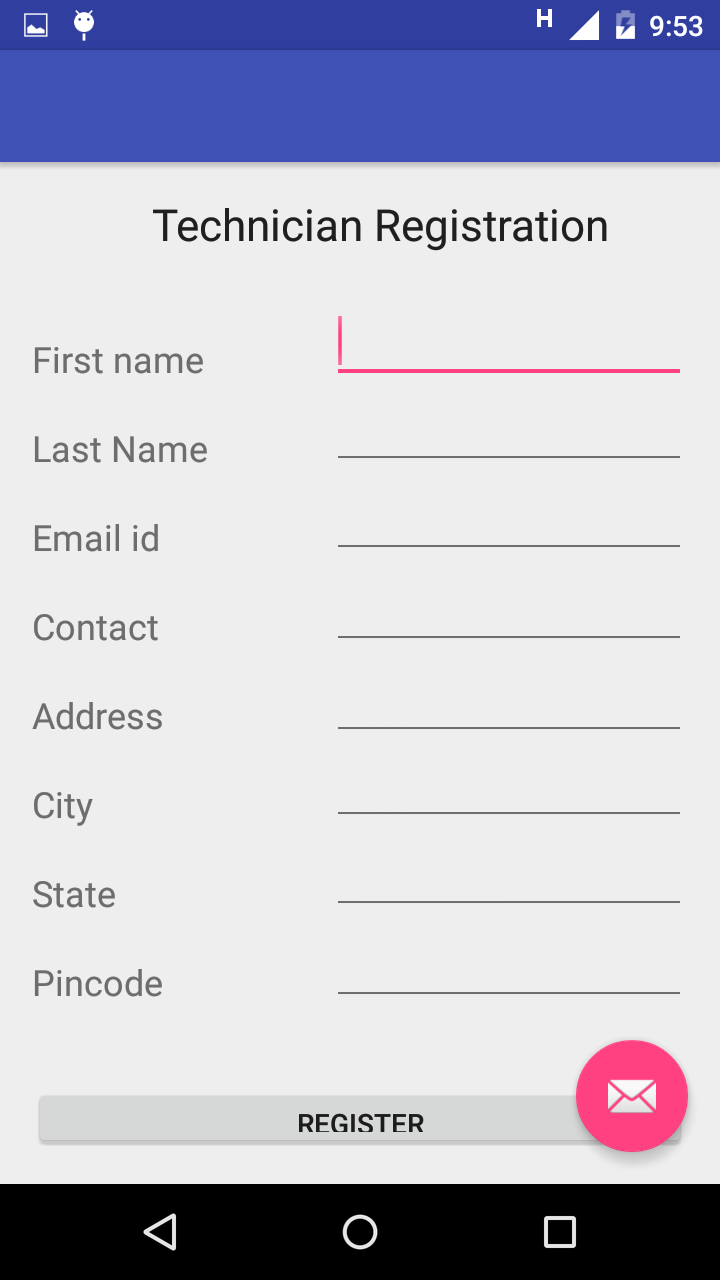 H 9:53
Technician Registration
First name
Last Name
Email id
Contact
Address
City
State
Pincode
REGISTER